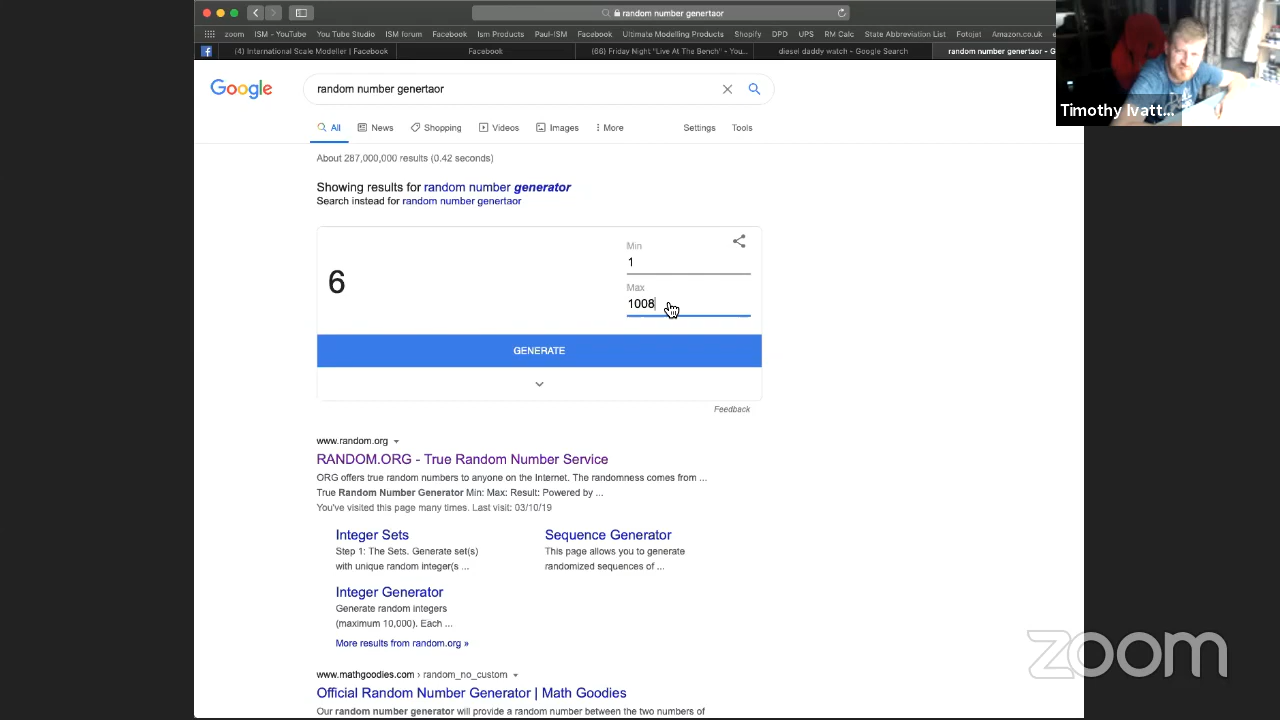 random number genertaor
zoom ISM - YouTube You Tube Studio ISM forum Facebook Ism Products Paul-ISM Facebook Ultimate Modelling Products Shopify DPD UPS RM Calc State Abbreviation List Fotojet Amazon.co.uk
(4) International Scale Modeller | Facebook Facebook (66) Friday Night "Live At The Bench" - You... diesel daddy watch - Google Search random number genertaor - G
Timothy Ivatt...
Google random number genertaor
All News Shopping Videos Images More Settings Tools
About 287,000,000 results (0.42 seconds)
Showing results for random number generator
Search instead for random number genertaor
6
Min
1
Max
1008
GENERATE
Feedback
www.random.org
RANDOM.ORG - True Random Number Service
ORG offers true random numbers to anyone on the Internet. The randomness comes from ...
True Random Number Generator Min: Max: Result: Powered by ...
You've visited this page many times. Last visit: 03/10/19
Integer Sets
Step 1: The Sets. Generate set(s)
with unique random integer(s ...
Sequence Generator
This page allows you to generate
randomized sequences of ...
Integer Generator
Generate random integers
(maximum 10,000). Each ...
More results from random.org »
www.mathgoodies.com › random_no_custom
Official Random Number Generator | Math Goodies
Our random number generator will provide a random number between the two numbers of
zoom